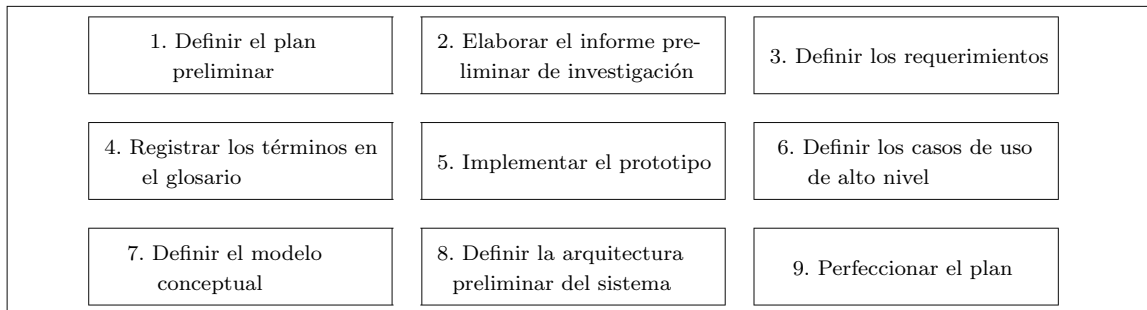 1. Definir el plan
preliminar
2. Elaborar el informe pre-
liminar de investigación
3. Definir los requerimientos
4. Registrar los términos en
el glosario
5. Implementar el prototipo
6. Definir los casos de uso
de alto nivel
7. Definir el modelo
conceptual
8. Definir la arquitectura
preliminar del sistema
9. Perfeccionar el plan